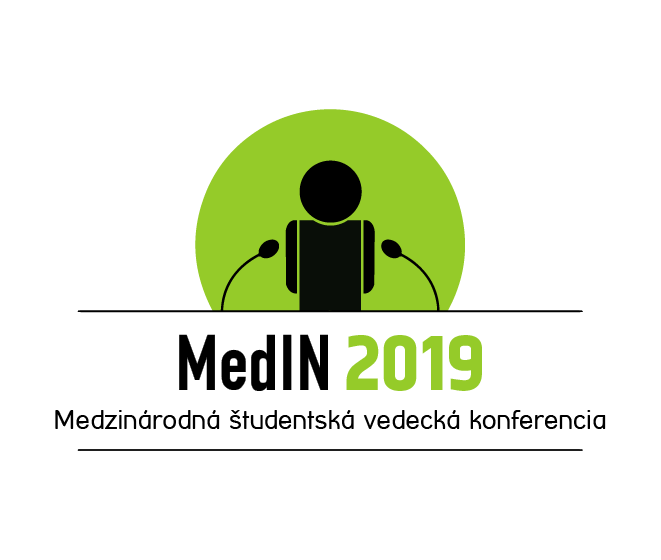 MedIN 2019
Medzinárodná študentská vedecká konferencia